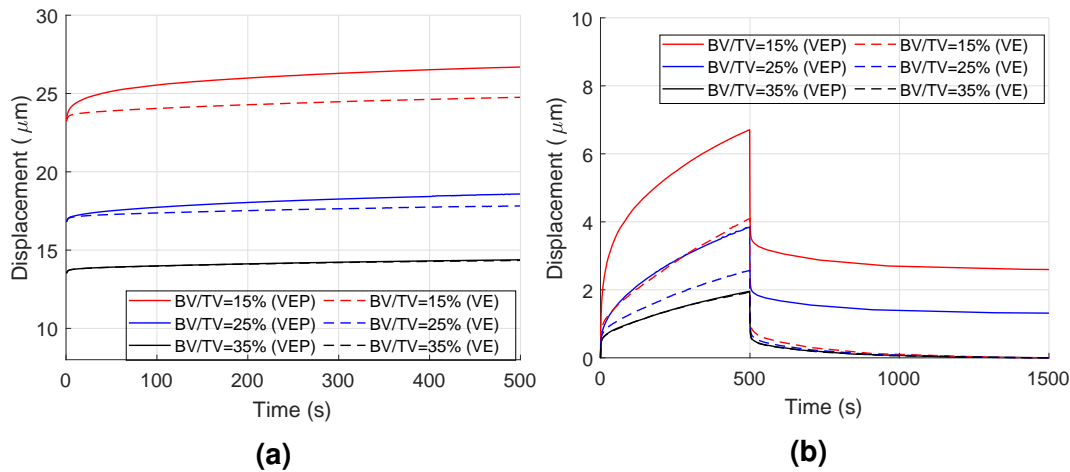 35
30
25
20
15
10
Displacement ( μm)
BV/TV=15% (VEP) BV/TV=15% (VE)
BV/TV=25% (VEP) BV/TV=25% (VE)
BV/TV=35% (VEP) BV/TV=35% (VE)
0 100 200 300 400 500
Time (s)
(a)
10
8
6
4
2
0
Displacement ( μm)
BV/TV=15% (VEP) BV/TV=15% (VE)
BV/TV=25% (VEP) BV/TV=25% (VE)
BV/TV=35% (VEP) BV/TV=35% (VE)
0 500 1000 1500
Time (s)
(b)